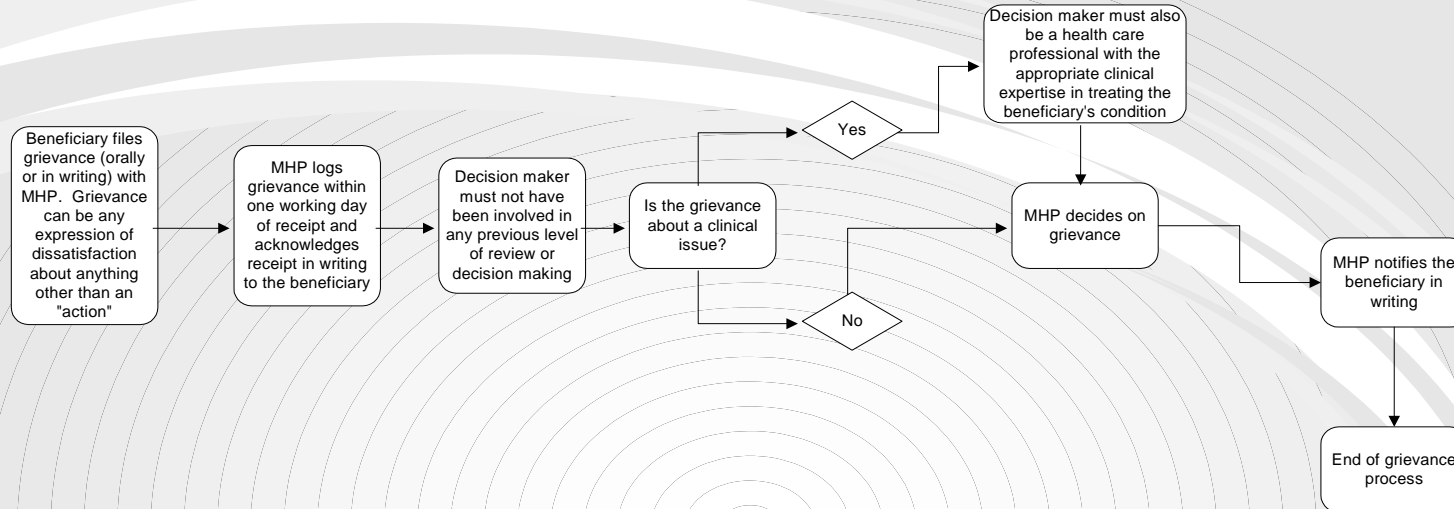 Beneficiary files
grievance (orally
or in writing) with
MHP.  Grievance
can be any
expression of
dissatisfaction
about anything
other than an
"action"
MHP logs
grievance within
one working day
of receipt and
acknowledges
receipt in writing
to the beneficiary
Decision maker
must not have
been involved in
any previous level
of review or
decision making
Is the grievance
about a clinical
issue?
Yes
Decision maker must also
be a health care
professional with the
appropriate clinical
expertise in treating the
beneficiary's condition
No
MHP decides on
grievance
MHP notifies the
beneficiary in
writing
End of grievance
process